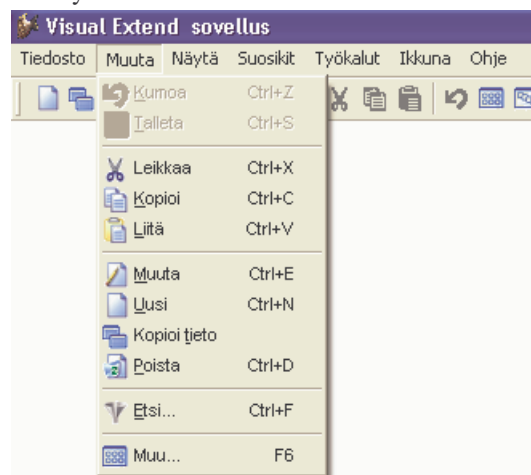 Visual Extend sovellus
Tiedosto Muuta Näytä Suosikit Työkalut Ikkuna Ohje
Kumoa Ctrl+Z
Talleta Ctrl+S
Leikkaa Ctrl+X
Kopioi Ctrl+C
Liitä Ctrl+V
Muuta Ctrl+E
Uusi Ctrl+N
Kopioi tieto
Poista Ctrl+D
Etsi... Ctrl+F
Muu... F6